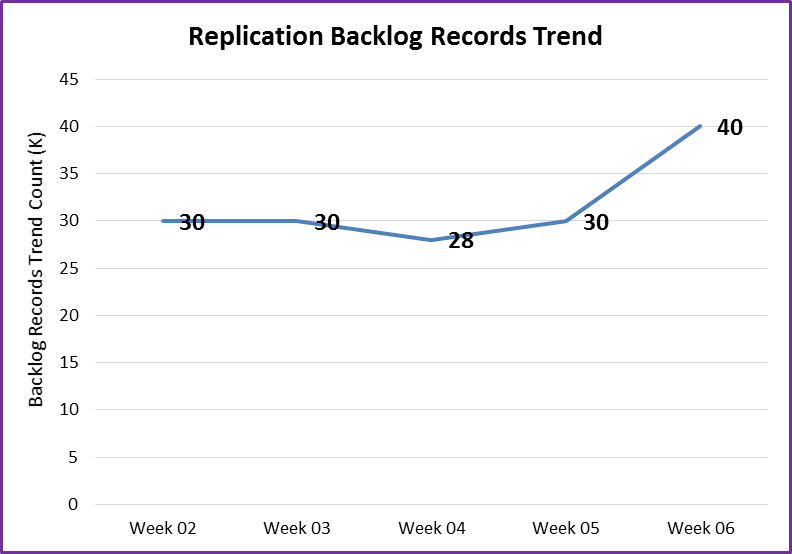 Replication Backlog Records Trend
Backlog Records Trend Count (K)
45
40
35
30
25
20
15
10
5
0
30
30
28
30
40
Week 02
Week 03
Week 04
Week 05
Week 06